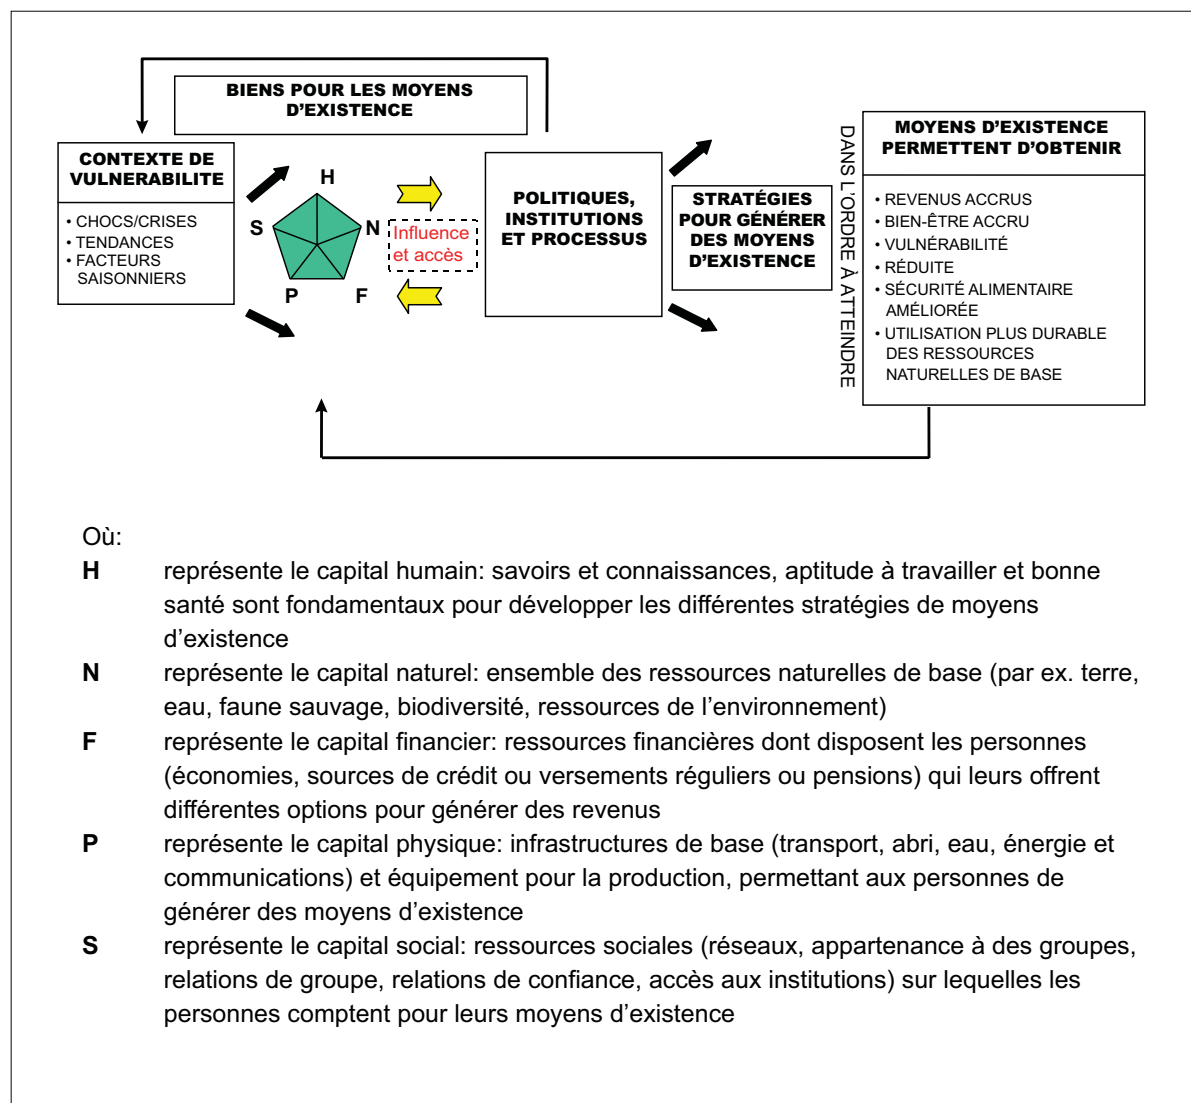 BIENS POUR LES MOYENS
D’EXISTENCE
CONTEXTE DE
VULNERABILITE
• CHOCS/CRISES
• TENDANCES
• FACTEURS
SAISONNIERS
H
S
N
P
F
Influence
et accès
POLITIQUES,
INSTITUTIONS
ET PROCESSUS
STRATÉGIES
POUR GÉNÉRER
DES MOYENS
D’EXISTENCE
DANS L’ORDRE À ATTEINDRE
MOYENS D’EXISTENCE
PERMETTENT D’OBTENIR
• REVENUS ACCRUS
• BIEN-ÊTRE ACCRU
• VULNÉRABILITÉ
• RÉDUITE
• SÉCURITÉ ALIMENTAIRE
AMÉLIORÉE
• UTILISATION PLUS DURABLE
DES RESSOURCES
NATURELLES DE BASE
Où:
H représente le capital humain: savoirs et connaissances, aptitude à travailler et bonne
santé sont fondamentaux pour développer les différentes stratégies de moyens
d’existence
N représente le capital naturel: ensemble des ressources naturelles de base (par ex. terre,
eau, faune sauvage, biodiversité, ressources de l’environnement)
F représente le capital financier: ressources financières dont disposent les personnes
(économies, sources de crédit ou versements réguliers ou pensions) qui leurs offrent
différentes options pour générer des revenus
P représente le capital physique: infrastructures de base (transport, abri, eau, énergie et
communications) et équipement pour la production, permettant aux personnes de
générer des moyens d’existence
S représente le capital social: ressources sociales (réseaux, appartenance à des groupes,
relations de groupe, relations de confiance, accès aux institutions) sur lequelles les
personnes comptent pour leurs moyens d’existence